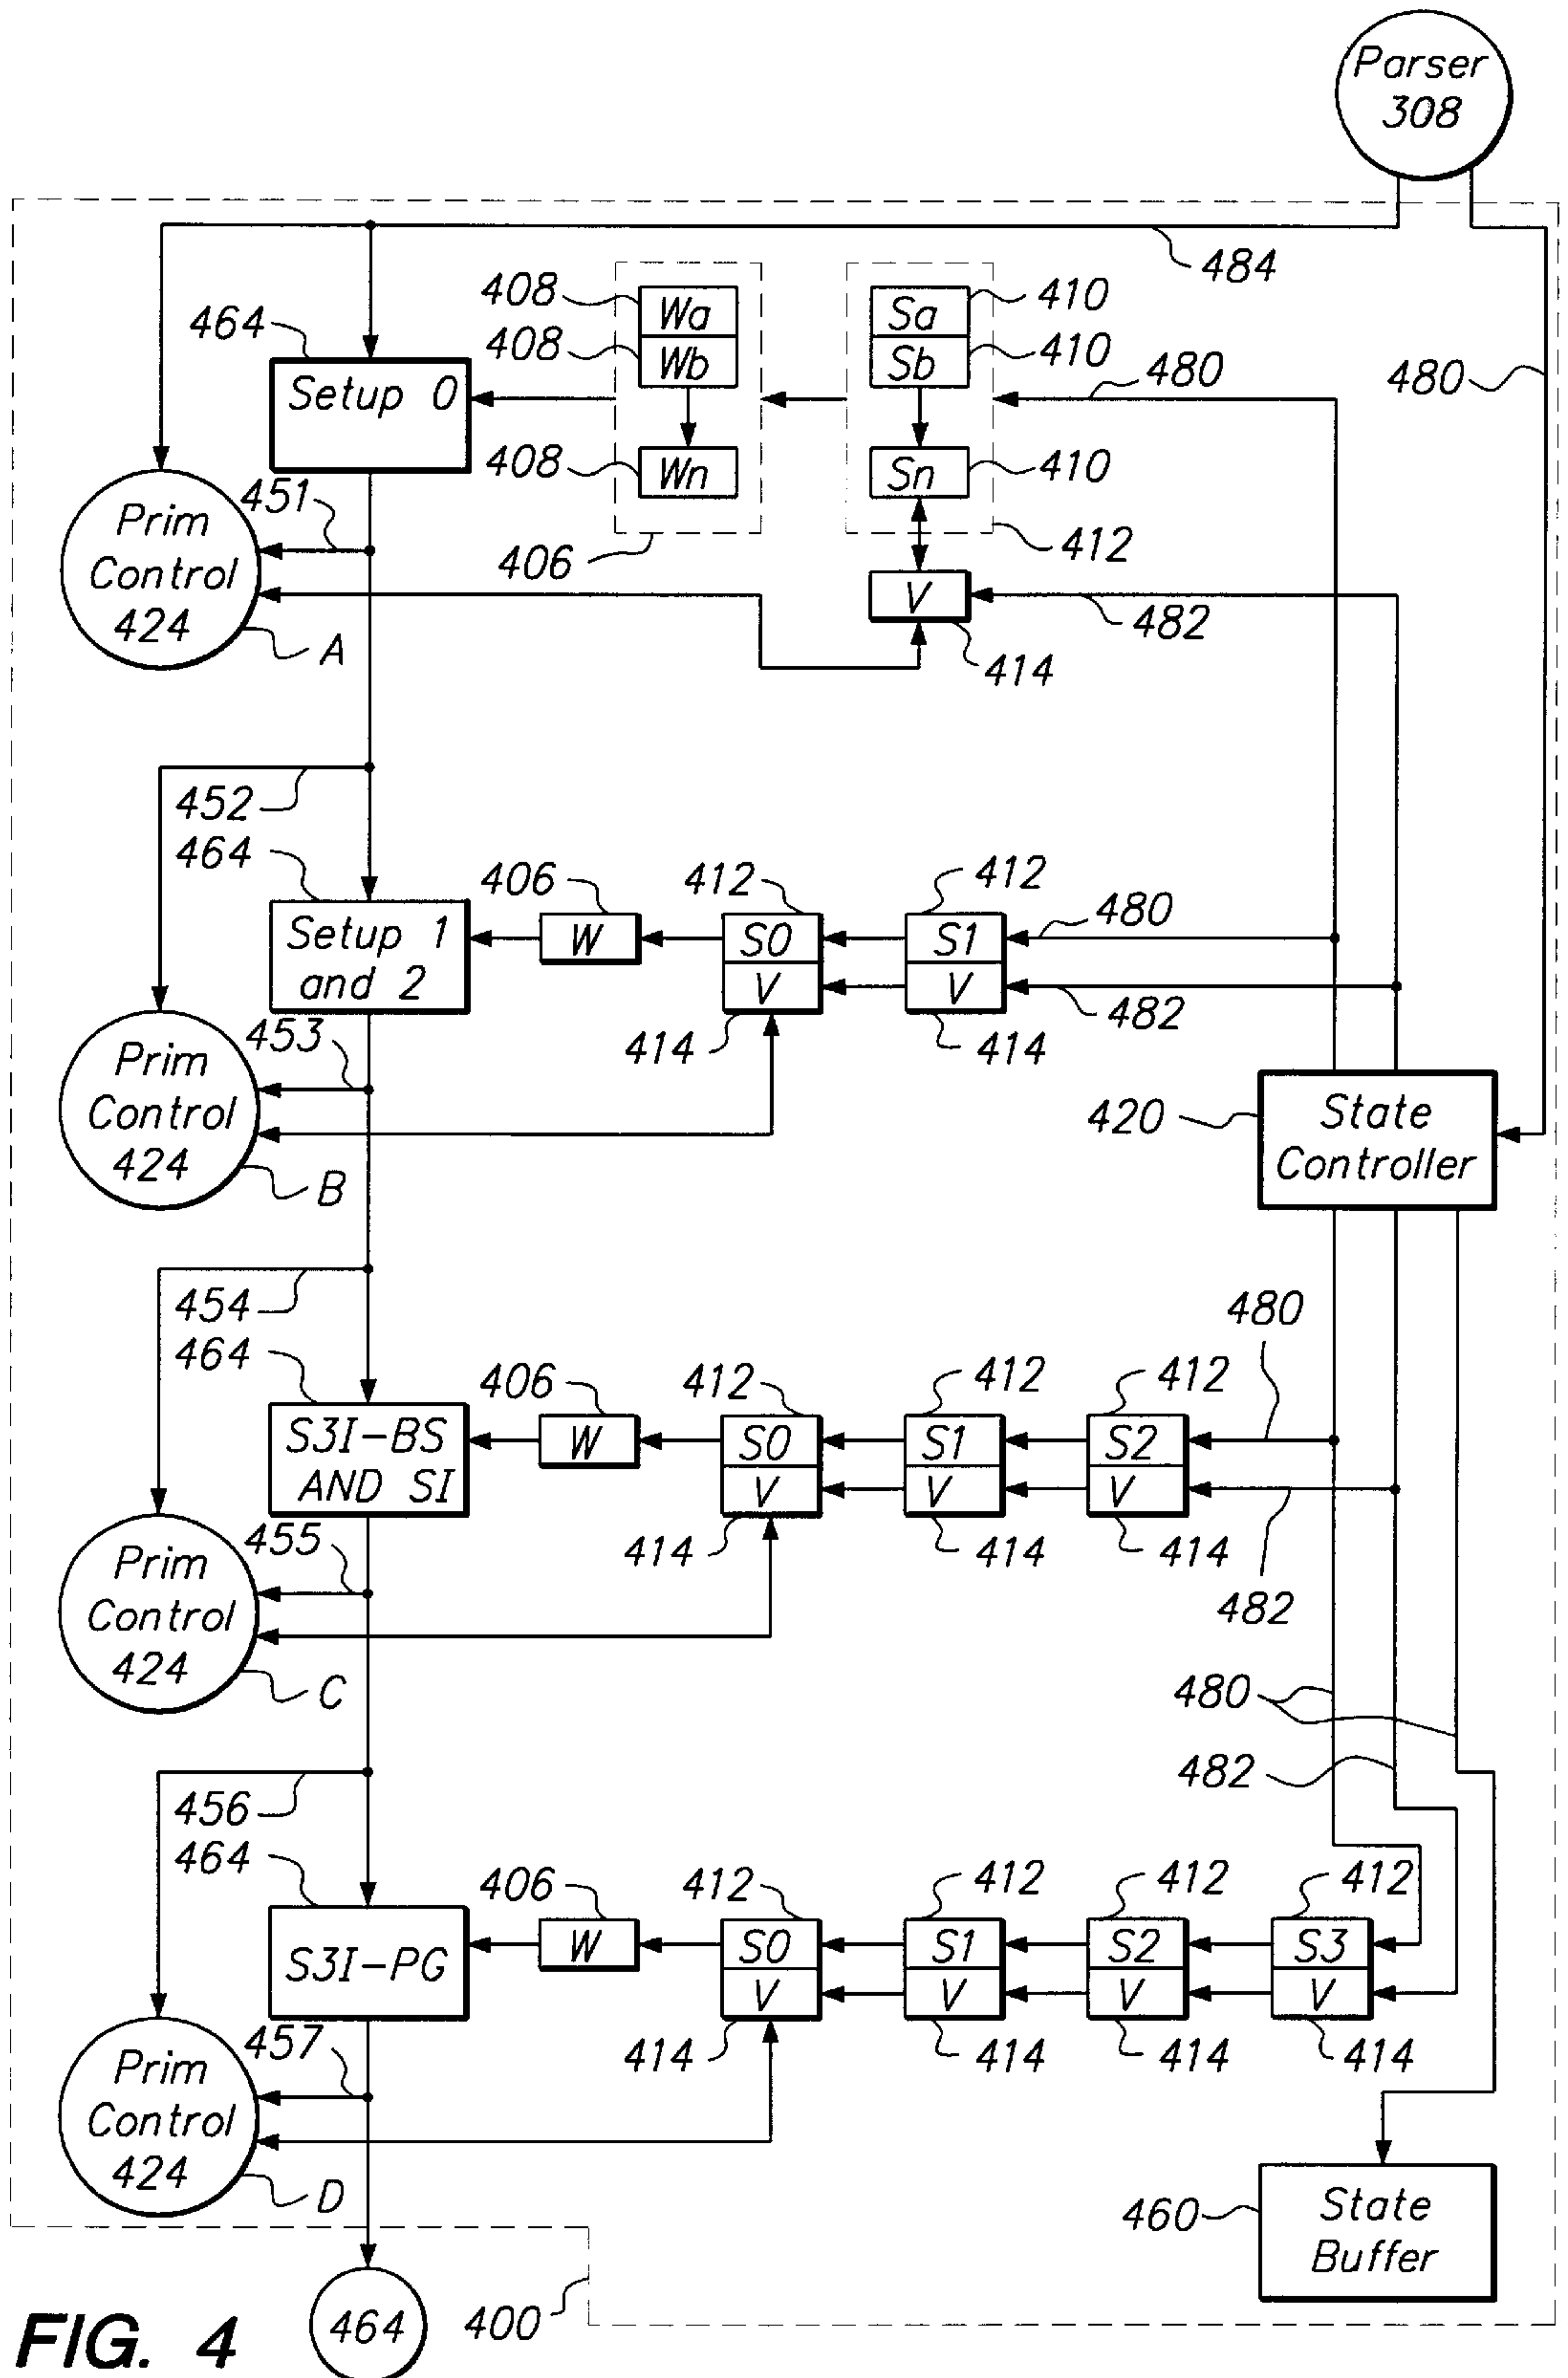 Parser
308
484
480
408
Wa
Sa
410
464
408
Wb
Sb
410
480
Setup 0
408
Wn
Sn
410
451
406
412
Prim
Control
424
A
V
482
414
452
464
406
412
412
480
Setup 1
and 2
W
S0
S1
V
V
482
453
414
414
Prim
Control
424
B
420
State
Controller
454
464
406
412
412
412
480
S3I-BS
AND SI
W
S0
S1
S2
V
V
V
455
414
414
414
482
Prim
Control
424
C
480
482
456
464
406
412
412
412
412
S3I-PG
W
S0
S1
S2
S3
V
V
V
V
457
414
414
414
414
Prim
Control
424
D
460
State
Buffer
464
400
FIG. 4